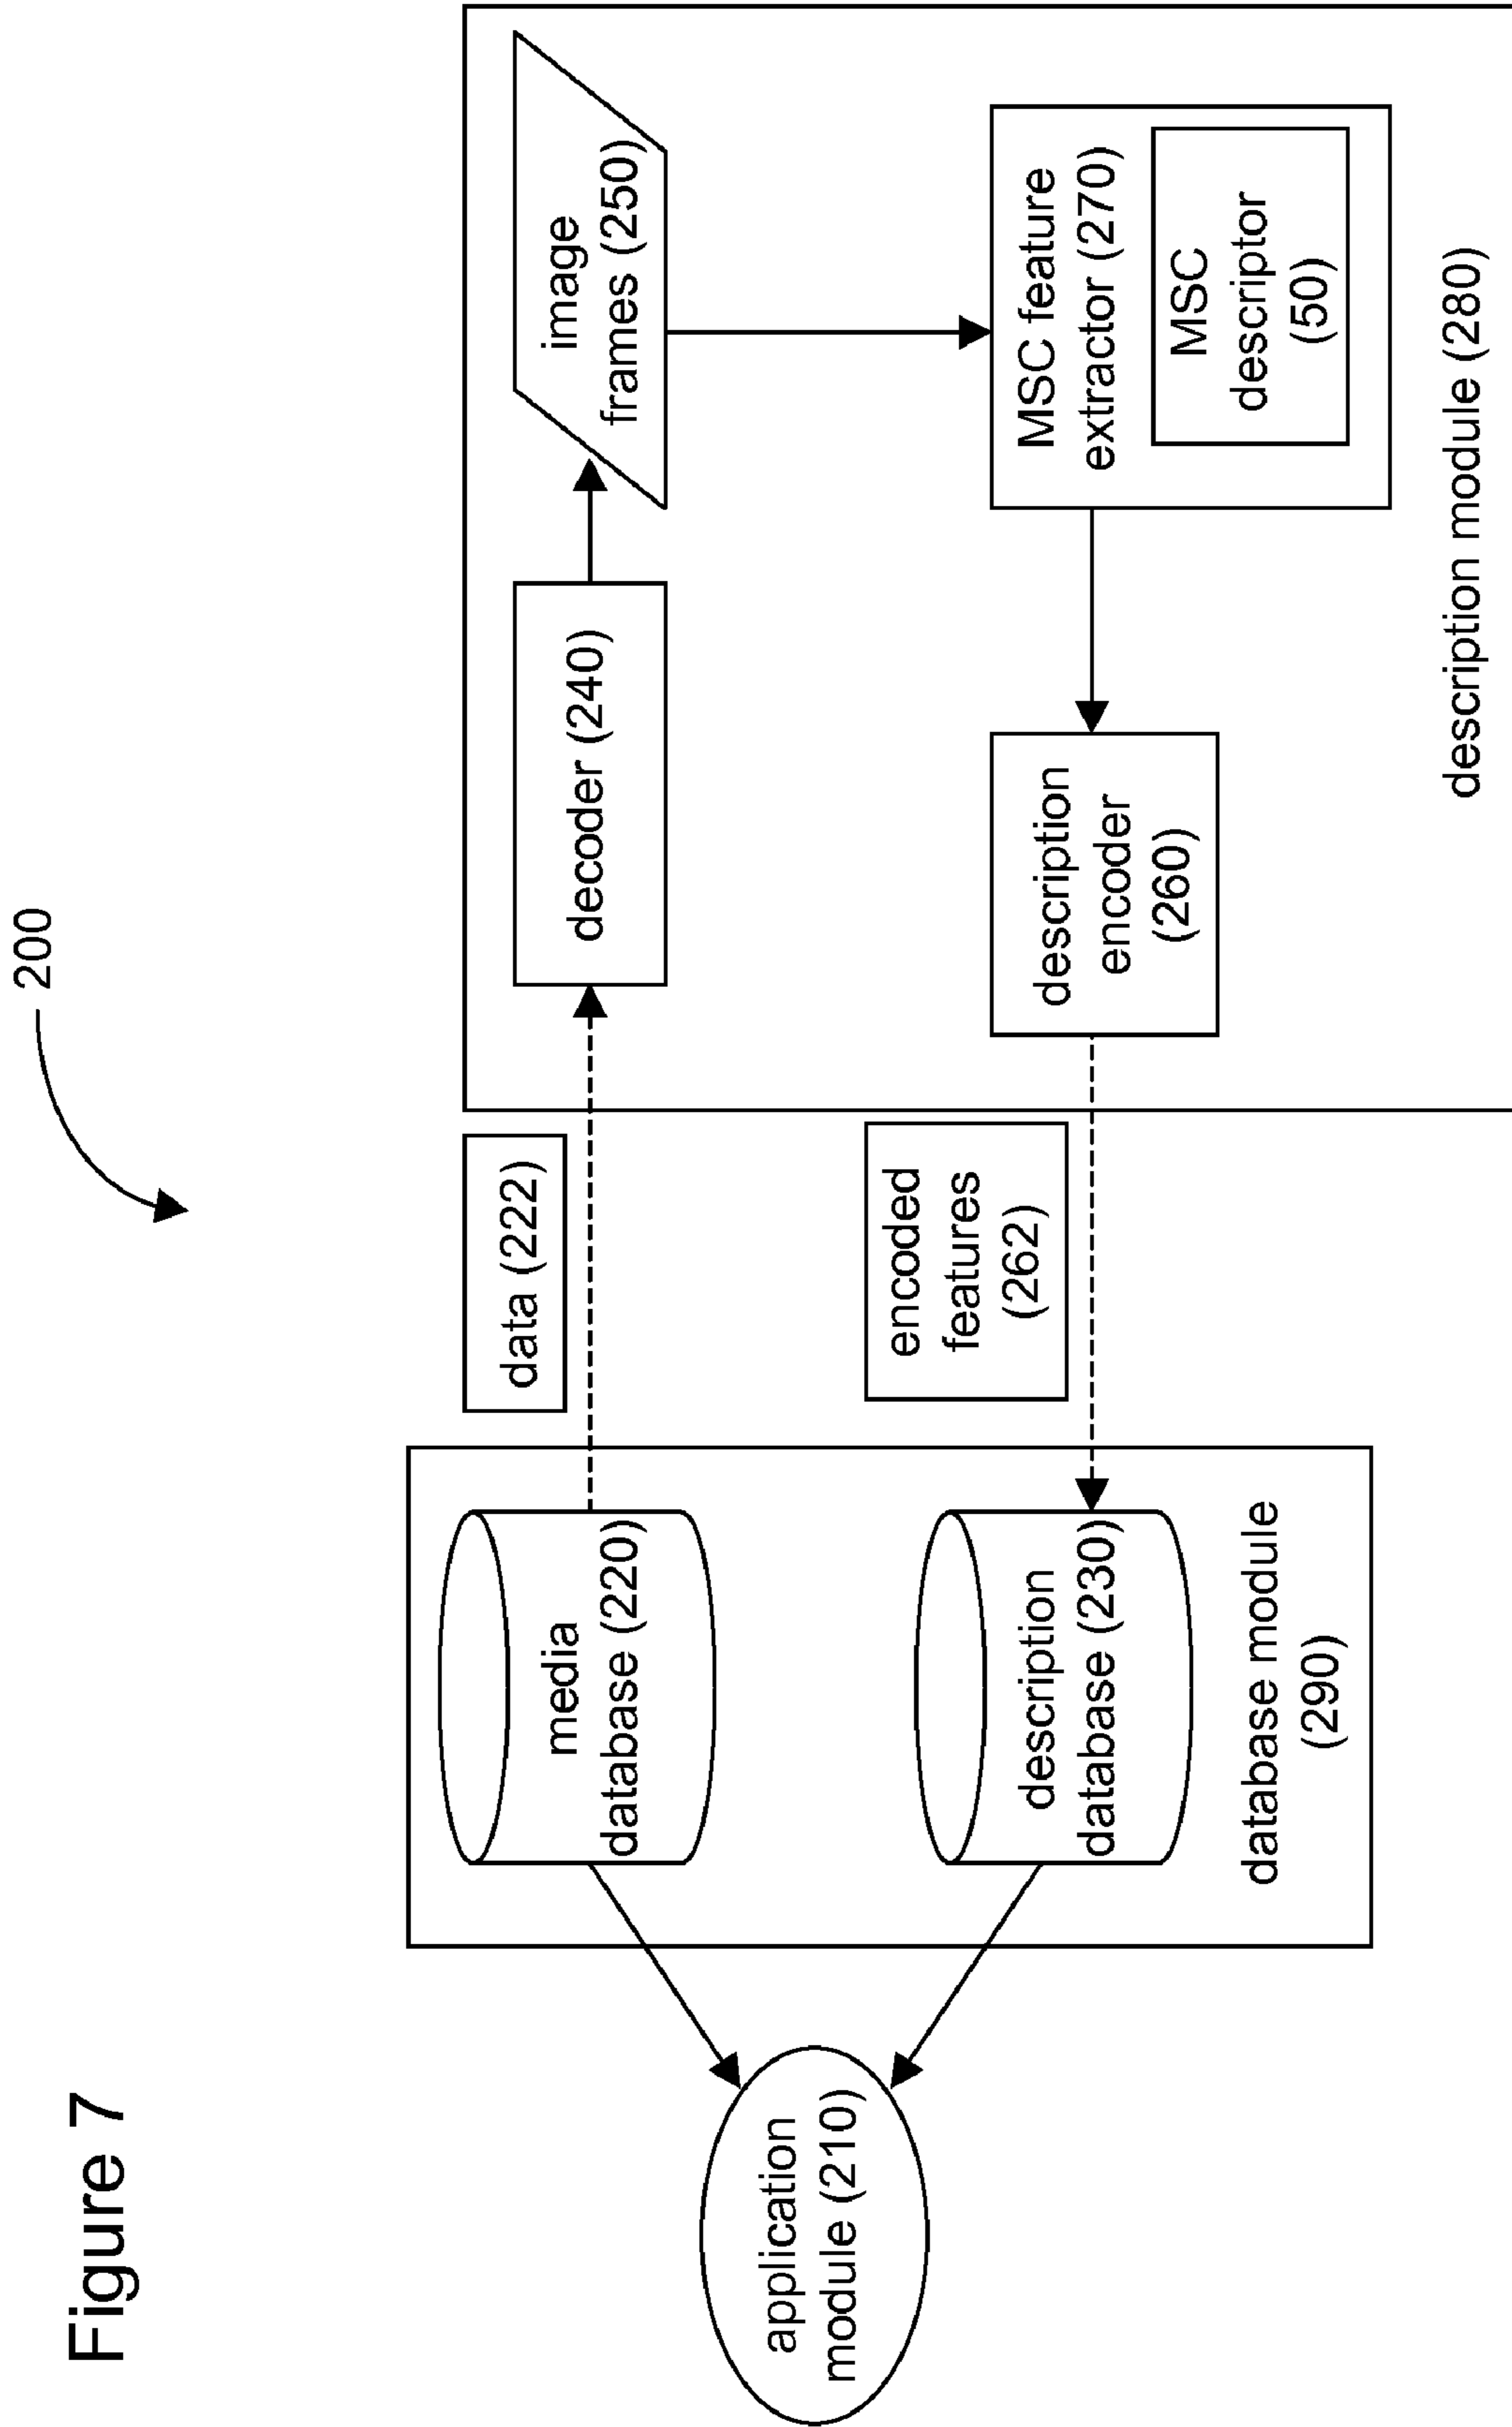 Figure 7
200
application
module (210)
media
database (220)
description
database (230)
database module
(290)
data (222)
encoded
features
(262)
decoder (240)
image
frames (250)
description
encoder
(260)
MSC feature
extractor (270)
MSC
descriptor
(50)
description module (280)